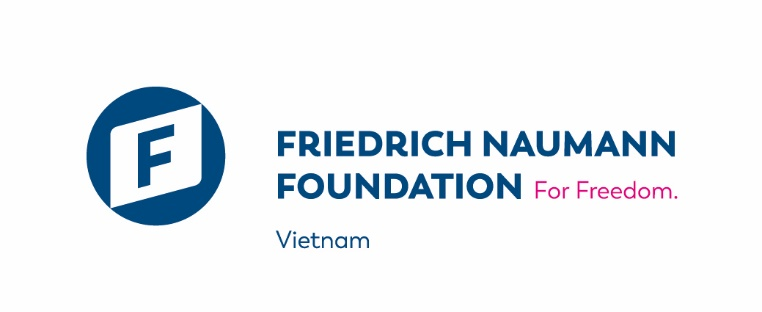 F
FRIEDRICH NAUMANN
FOUNDATION For Freedom.
Vietnam